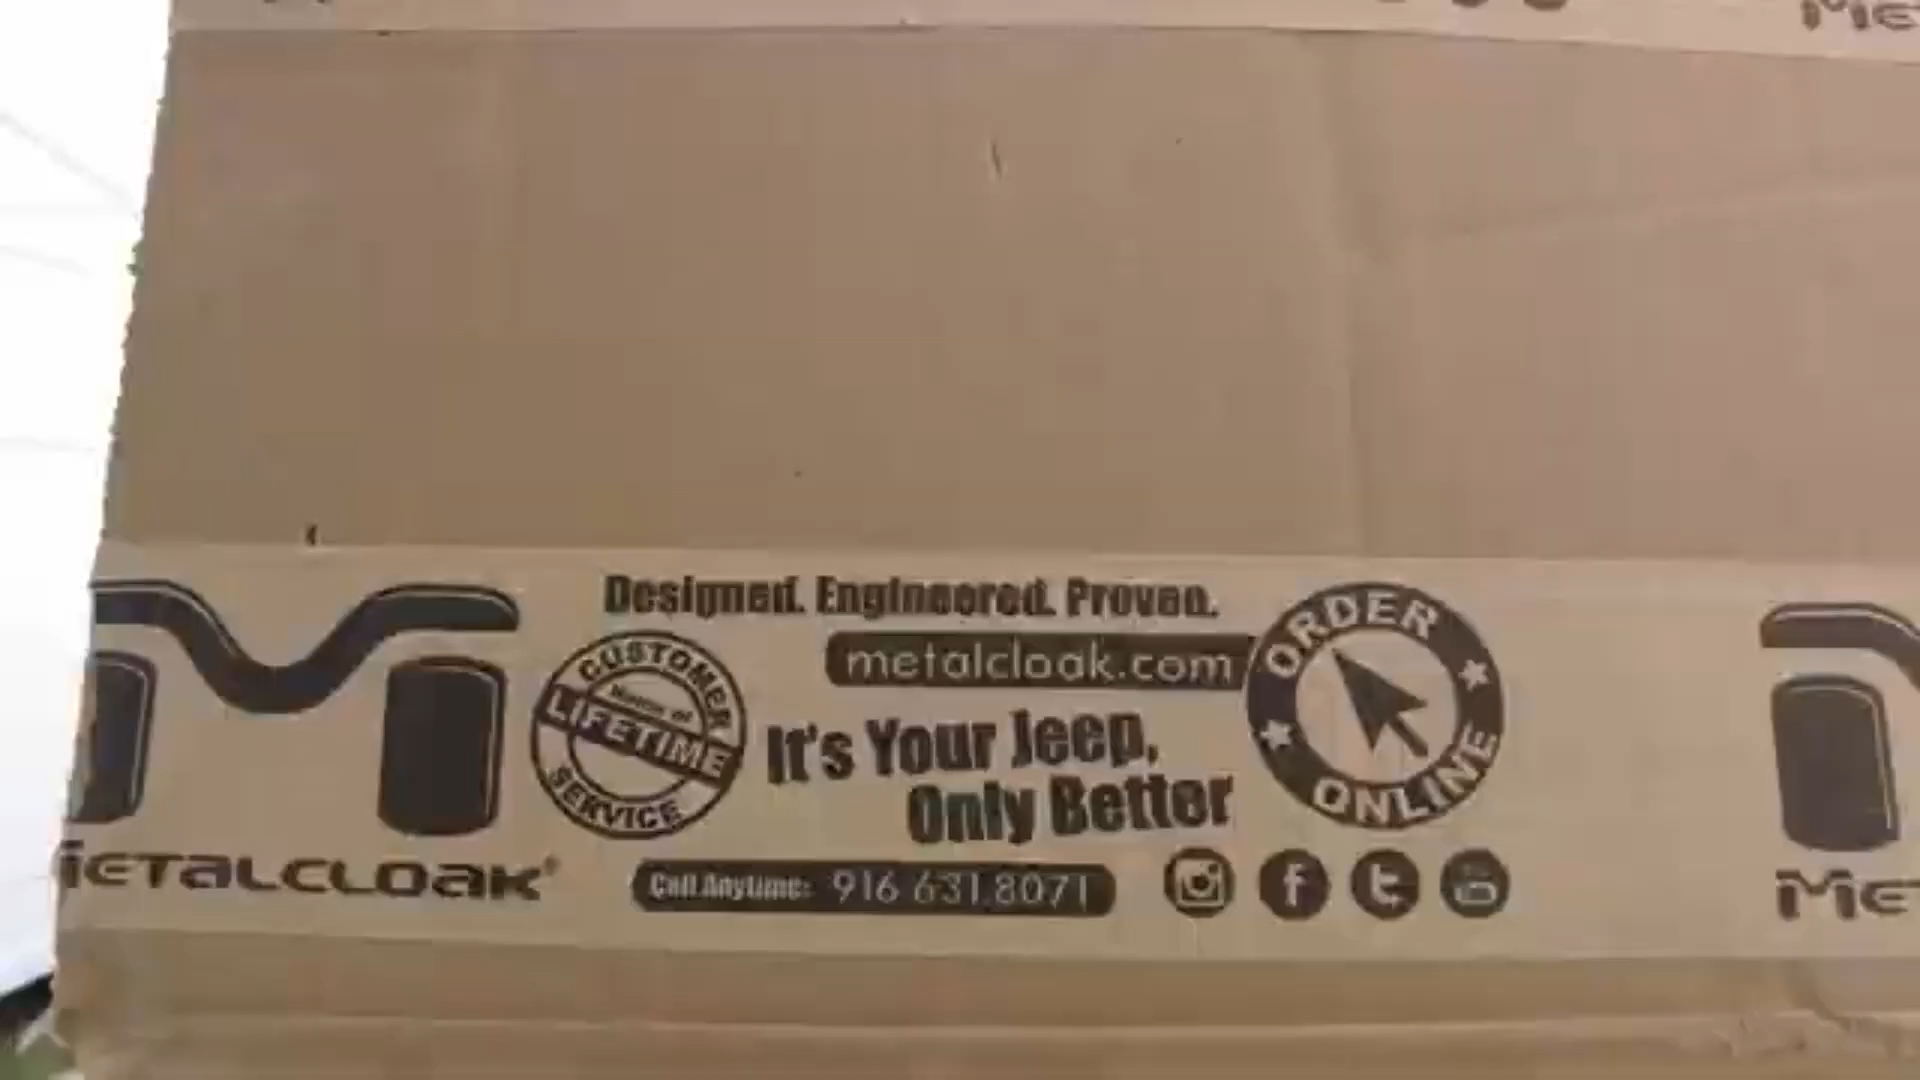 Designed. Engineered. Proven.
metalcloak.com
ORDER
ONLINE
CUSTOMER
LIFETIME
SERVICE
It's Your Jeep,
Only Better
METALCLOAK®
Call Anytime: 916 631.8071